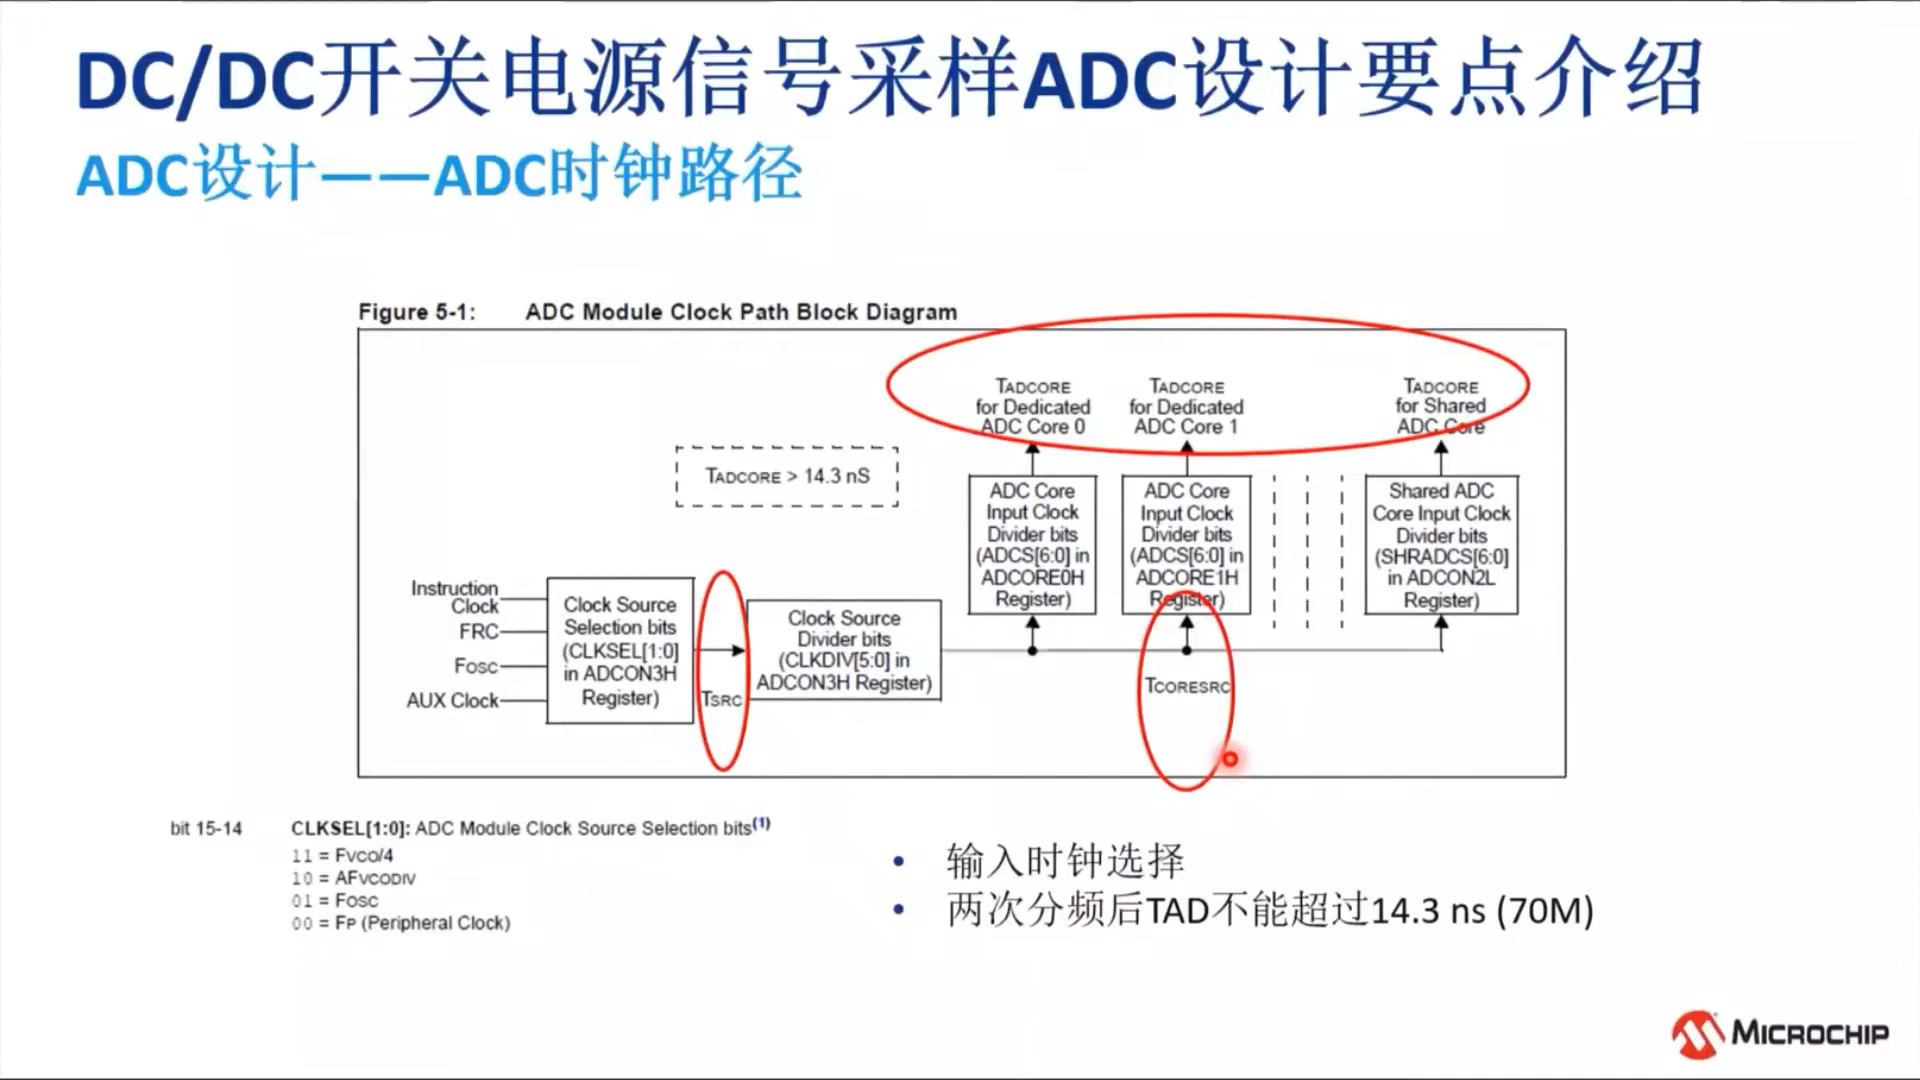 DC/DC开关电源信号采样ADC设计要点介绍
ADC设计——ADC时钟路径
Figure 5-1: ADC Module Clock Path Block Diagram
TADCORE
for Dedicated
ADC Core 0
TADCORE
for Dedicated
ADC Core 1
TADCORE
for Shared
ADC Core
TADCORE > 14.3 nS
ADC Core
Input Clock
Divider bits
(ADCS[6:0] in
ADCORE0H
Register)
ADC Core
Input Clock
Divider bits
(ADCS[6:0] in
ADCORE1H
Register)
Shared ADC
Core Input Clock
Divider bits
(SHRADCS[6:0]
in ADCON2L
Register)
Instruction
Clock
FRC
Fosc
AUX Clock
Clock Source
Selection bits
(CLKSEL[1:0]
in ADCON3H
Register)
TSRC
Clock Source
Divider bits
(CLKDIV[5:0] in
ADCON3H Register)
TCORESRC
bit 15-14 CLKSEL[1:0]: ADC Module Clock Source Selection bits(1)
11 = FVCO/4
10 = AFVCODIV
01 = FOSC
00 = FP (Peripheral Clock)
• 输入时钟选择
• 两次分频后TAD不能超过14.3 ns (70M)
MICROCHIP